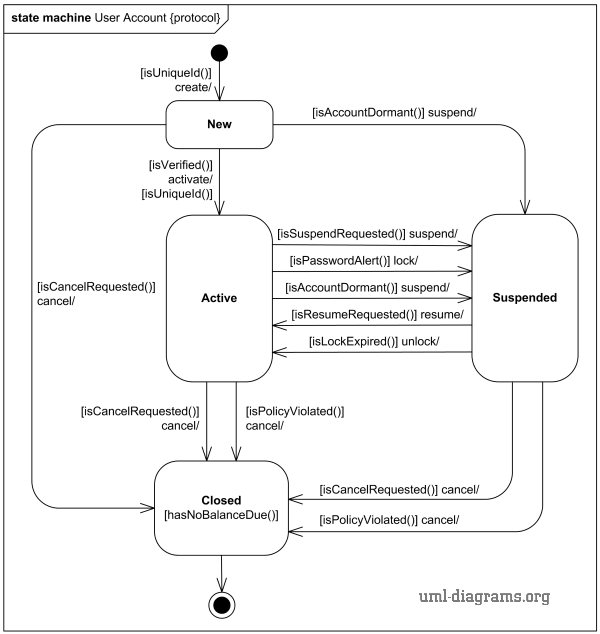 state machine User Account {protocol}
[isUniqueId()]
create/
New
[isAccountDormant()] suspend/
[isVerified()]
activate/
[isUniqueId()]
[isSuspendRequested()] suspend/
[isPasswordAlert()] lock/
[isCancelRequested()]
cancel/
[isAccountDormant()] suspend/
Active
Suspended
[isResumeRequested()] resume/
[isLockExpired()] unlock/
[isCancelRequested()]
cancel/
[isPolicyViolated()]
cancel/
Closed
[hasNoBalanceDue()]
[isCancelRequested()] cancel/
[isPolicyViolated()] cancel/
uml-diagrams.org